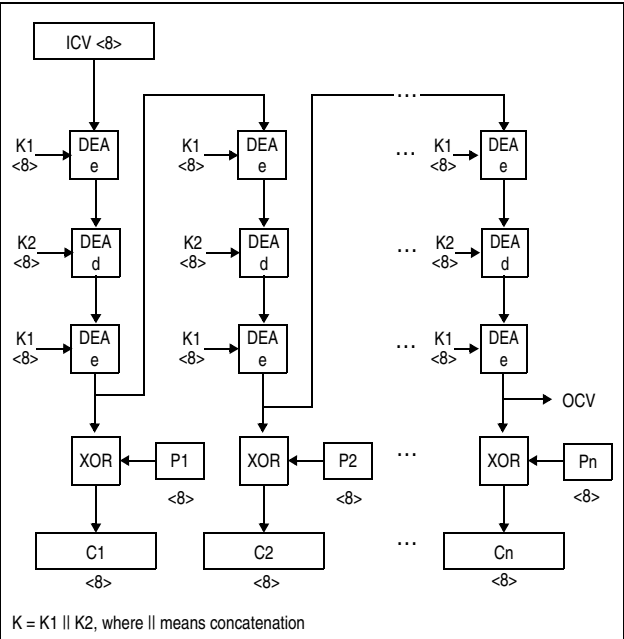 ICV <8>
...
K1 <8> DEA e K1 <8> DEA e ... K1 <8> DEA e
K2 <8> DEA d K2 <8> DEA d ... K2 <8> DEA d
K1 <8> DEA e K1 <8> DEA e ... K1 <8> DEA e
OCV
XOR P1 XOR P2 ... XOR Pn
<8> <8> <8>
C1 C2 ... Cn
<8> <8> <8>
K = K1 || K2, where || means concatenation